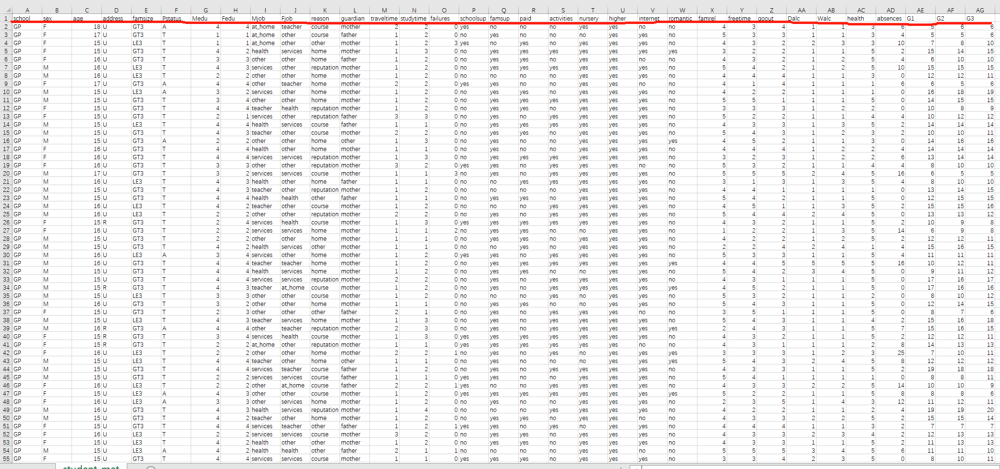 A B C D E F G H I J K L M N O P Q R S T U V W X Y Z AA AB AC AD AE AF AG
1 school sex age address famsize Pstatus Medu Fedu Mjob Fjob reason guardian traveltime studytime failures schoolsup famsup paid activities nursery higher internet romantic famrel freetime goout Dalc Walc health absences G1 G2 G3
2 GP F 18 U GT3 A 4 4 at_home teacher course mother 2 2 0 yes no no no yes yes no no 4 3 4 1 1 3 6 5 6 6
3 GP F 17 U GT3 T 1 1 at_home other course father 1 2 0 no yes no no no yes yes no 5 3 3 1 1 3 4 5 5 6
4 GP F 15 U LE3 T 1 1 at_home other other mother 1 2 3 yes no yes no yes yes yes no 4 3 2 2 3 3 10 7 8 10
5 GP F 15 U GT3 T 4 2 health services home mother 1 3 0 no yes yes yes yes yes yes yes 3 2 2 1 1 5 2 15 14 15
6 GP F 16 U GT3 T 3 3 other other home father 1 2 0 no yes yes no yes yes no no 4 3 2 1 2 5 4 6 10 10
7 GP M 16 U LE3 T 4 3 services other reputation mother 1 2 0 no yes yes yes yes yes yes no 5 4 2 1 2 5 10 15 15 15
8 GP M 16 U LE3 T 2 2 other other home mother 1 2 0 no no no no yes yes yes no 4 4 4 1 1 3 0 12 12 11
9 GP F 17 U GT3 A 4 4 other teacher home mother 2 2 0 yes yes no no yes yes no no 4 1 4 1 1 1 6 6 5 6
10 GP M 15 U LE3 A 3 2 services other home mother 1 2 0 no yes yes no yes yes yes no 4 2 2 1 1 1 0 16 18 19
11 GP M 15 U GT3 T 3 4 other other home mother 1 2 0 no yes yes yes yes yes yes no 5 5 1 1 1 5 0 14 15 15
12 GP F 15 U GT3 T 4 4 teacher health reputation mother 1 2 0 no yes yes no yes yes yes no 3 3 3 1 2 2 0 10 8 9
13 GP F 15 U GT3 T 2 1 services other reputation father 3 3 0 no yes no yes yes yes yes no 5 2 2 1 1 4 4 10 12 12
14 GP M 15 U LE3 T 4 4 health services course father 1 1 0 no yes yes yes yes yes yes no 4 3 3 1 3 5 2 14 14 14
15 GP M 15 U GT3 T 4 3 teacher other course mother 2 2 0 no yes yes no yes yes yes no 5 4 3 1 2 3 2 10 10 11
16 GP M 15 U GT3 A 2 2 other other home other 1 3 0 no yes no no yes yes yes yes 4 5 2 1 1 3 0 14 16 16
17 GP F 16 U GT3 T 4 4 health other home mother 1 1 0 no yes no no yes yes yes no 4 4 4 1 2 2 4 14 14 14
18 GP F 16 U GT3 T 4 4 services services reputation mother 1 3 0 no yes yes yes yes yes yes no 3 2 3 1 2 2 6 13 14 14
19 GP F 16 U GT3 T 3 3 other other reputation mother 3 2 0 yes yes no yes yes yes no no 5 3 2 1 1 4 4 8 10 10
20 GP M 17 U GT3 T 3 2 services services course mother 1 1 3 no yes no yes yes yes yes no 5 5 5 2 4 5 16 6 5 5
21 GP M 16 U LE3 T 4 3 health other home father 1 1 0 no no yes yes yes yes yes no 3 1 3 1 3 5 4 8 10 10
22 GP M 15 U GT3 T 4 3 teacher other reputation mother 1 2 0 no no no no yes yes yes no 4 4 1 1 1 1 0 13 14 15
23 GP M 15 U GT3 T 4 4 health health other father 1 1 0 no yes yes no yes yes yes no 5 4 2 1 1 5 0 12 15 15
24 GP M 16 U LE3 T 4 2 teacher other course mother 1 2 0 no no no yes yes yes yes no 4 5 1 1 3 5 2 15 15 16
25 GP M 16 U LE3 T 2 2 other other reputation mother 2 2 0 no yes no yes yes yes yes no 5 4 4 2 4 5 0 13 13 12
26 GP F 15 R GT3 T 2 4 services health course mother 1 3 0 yes yes yes yes yes yes yes no 4 3 2 1 1 5 2 10 9 8
27 GP F 16 U GT3 T 2 2 services services home mother 1 1 2 no yes yes no no yes yes no 1 2 2 1 3 5 14 6 9 8
28 GP M 15 U GT3 T 2 2 other other home mother 1 1 0 no yes yes no yes yes yes no 4 2 2 1 2 5 2 12 12 11
29 GP M 15 U GT3 T 4 2 health services other mother 1 1 0 no no yes no yes yes yes no 2 2 4 2 4 1 4 15 16 15
30 GP M 16 U LE3 A 3 4 services other home mother 1 2 0 yes yes no yes yes yes yes no 5 3 3 1 1 5 4 11 11 11
31 GP M 16 U GT3 T 4 4 teacher teacher home mother 1 2 0 no yes yes yes yes yes yes yes 4 4 5 5 5 5 16 10 12 11
32 GP M 15 U GT3 T 4 4 health services home mother 1 2 0 no yes yes no no yes yes no 5 4 2 3 4 5 0 9 11 12
33 GP M 15 U GT3 T 4 4 services services reputation mother 2 2 0 no yes no yes yes yes yes no 4 3 1 1 1 5 0 17 16 17
34 GP M 15 R GT3 T 4 3 teacher at_home course mother 1 2 0 no yes no yes yes yes yes yes 4 5 2 1 1 5 0 17 16 16
35 GP M 15 U LE3 T 3 3 other other course mother 1 2 0 no no no yes no yes yes no 5 3 2 1 1 2 0 8 10 12
36 GP M 16 U GT3 T 3 2 other other home mother 1 1 0 no yes yes no no yes yes no 5 4 3 1 1 5 0 12 14 15
37 GP F 15 U GT3 T 2 3 other other other father 2 1 0 no yes no yes yes yes no no 3 5 1 1 1 5 0 8 7 6
38 GP M 15 U LE3 T 4 3 teacher services home mother 1 3 0 no yes no yes yes yes yes no 5 4 3 1 1 4 2 15 16 18
39 GP M 16 R GT3 A 4 4 other teacher reputation mother 2 3 0 no yes no yes yes yes yes yes 2 4 3 1 1 5 7 15 16 15
40 GP F 15 R GT3 T 3 4 services health course mother 1 3 0 yes yes yes yes yes yes yes no 4 3 2 1 1 5 2 12 12 11
41 GP F 15 R GT3 T 2 2 at_home other reputation mother 1 1 0 yes yes yes yes yes yes no no 4 3 1 1 1 2 8 14 13 13
42 GP F 16 U LE3 T 2 2 other other home mother 2 2 1 no yes no yes no yes yes yes 3 3 3 1 2 3 25 7 10 11
43 GP M 15 U LE3 T 4 4 teacher other home other 1 1 0 no yes no no no yes yes yes 5 4 3 2 4 5 8 12 12 12
44 GP M 15 U GT3 T 4 4 services teacher course father 1 2 0 no yes no yes yes yes yes no 4 3 3 1 1 5 2 19 18 18
45 GP M 15 U GT3 T 2 2 services services course father 1 1 0 yes yes no no yes yes yes no 5 4 1 1 1 1 0 8 8 11
46 GP F 16 U LE3 T 2 2 other at_home course father 2 2 1 yes no no yes yes yes yes no 4 3 3 2 2 5 14 10 10 9
47 GP F 15 U LE3 A 4 3 other other course mother 1 2 0 yes yes yes yes yes yes yes yes 5 2 2 1 1 5 8 8 8 6
48 GP F 16 U LE3 A 3 3 other services home mother 1 2 0 no yes no no yes yes yes no 2 3 5 1 4 3 12 11 12 11
49 GP M 16 U GT3 T 4 3 health services reputation mother 1 4 0 no no no yes yes yes yes no 4 2 2 1 1 2 4 19 19 20
50 GP M 15 U GT3 T 4 2 teacher other home mother 1 2 0 no yes yes no yes yes no no 4 3 3 2 2 5 2 15 15 14
51 GP F 15 U GT3 T 4 4 services teacher other father 1 2 1 yes yes no yes no yes yes no 4 4 4 1 1 3 2 7 7 7
52 GP F 16 U LE3 T 2 2 services services course mother 3 2 0 no yes yes no yes yes yes no 4 3 3 2 3 4 2 12 13 13
53 GP F 15 U LE3 T 4 2 health other other mother 1 2 0 no yes yes no yes yes yes no 4 3 3 1 1 5 2 11 13 13
54 GP M 15 U LE3 A 4 2 health health other father 2 1 1 no no no no yes yes no no 5 5 5 3 4 5 6 11 11 10
55 GP F 15 U GT3 T 4 4 services services course mother 1 1 0 yes yes yes no yes yes yes no 3 3 4 2 3 5 0 8 10 11
student_mat